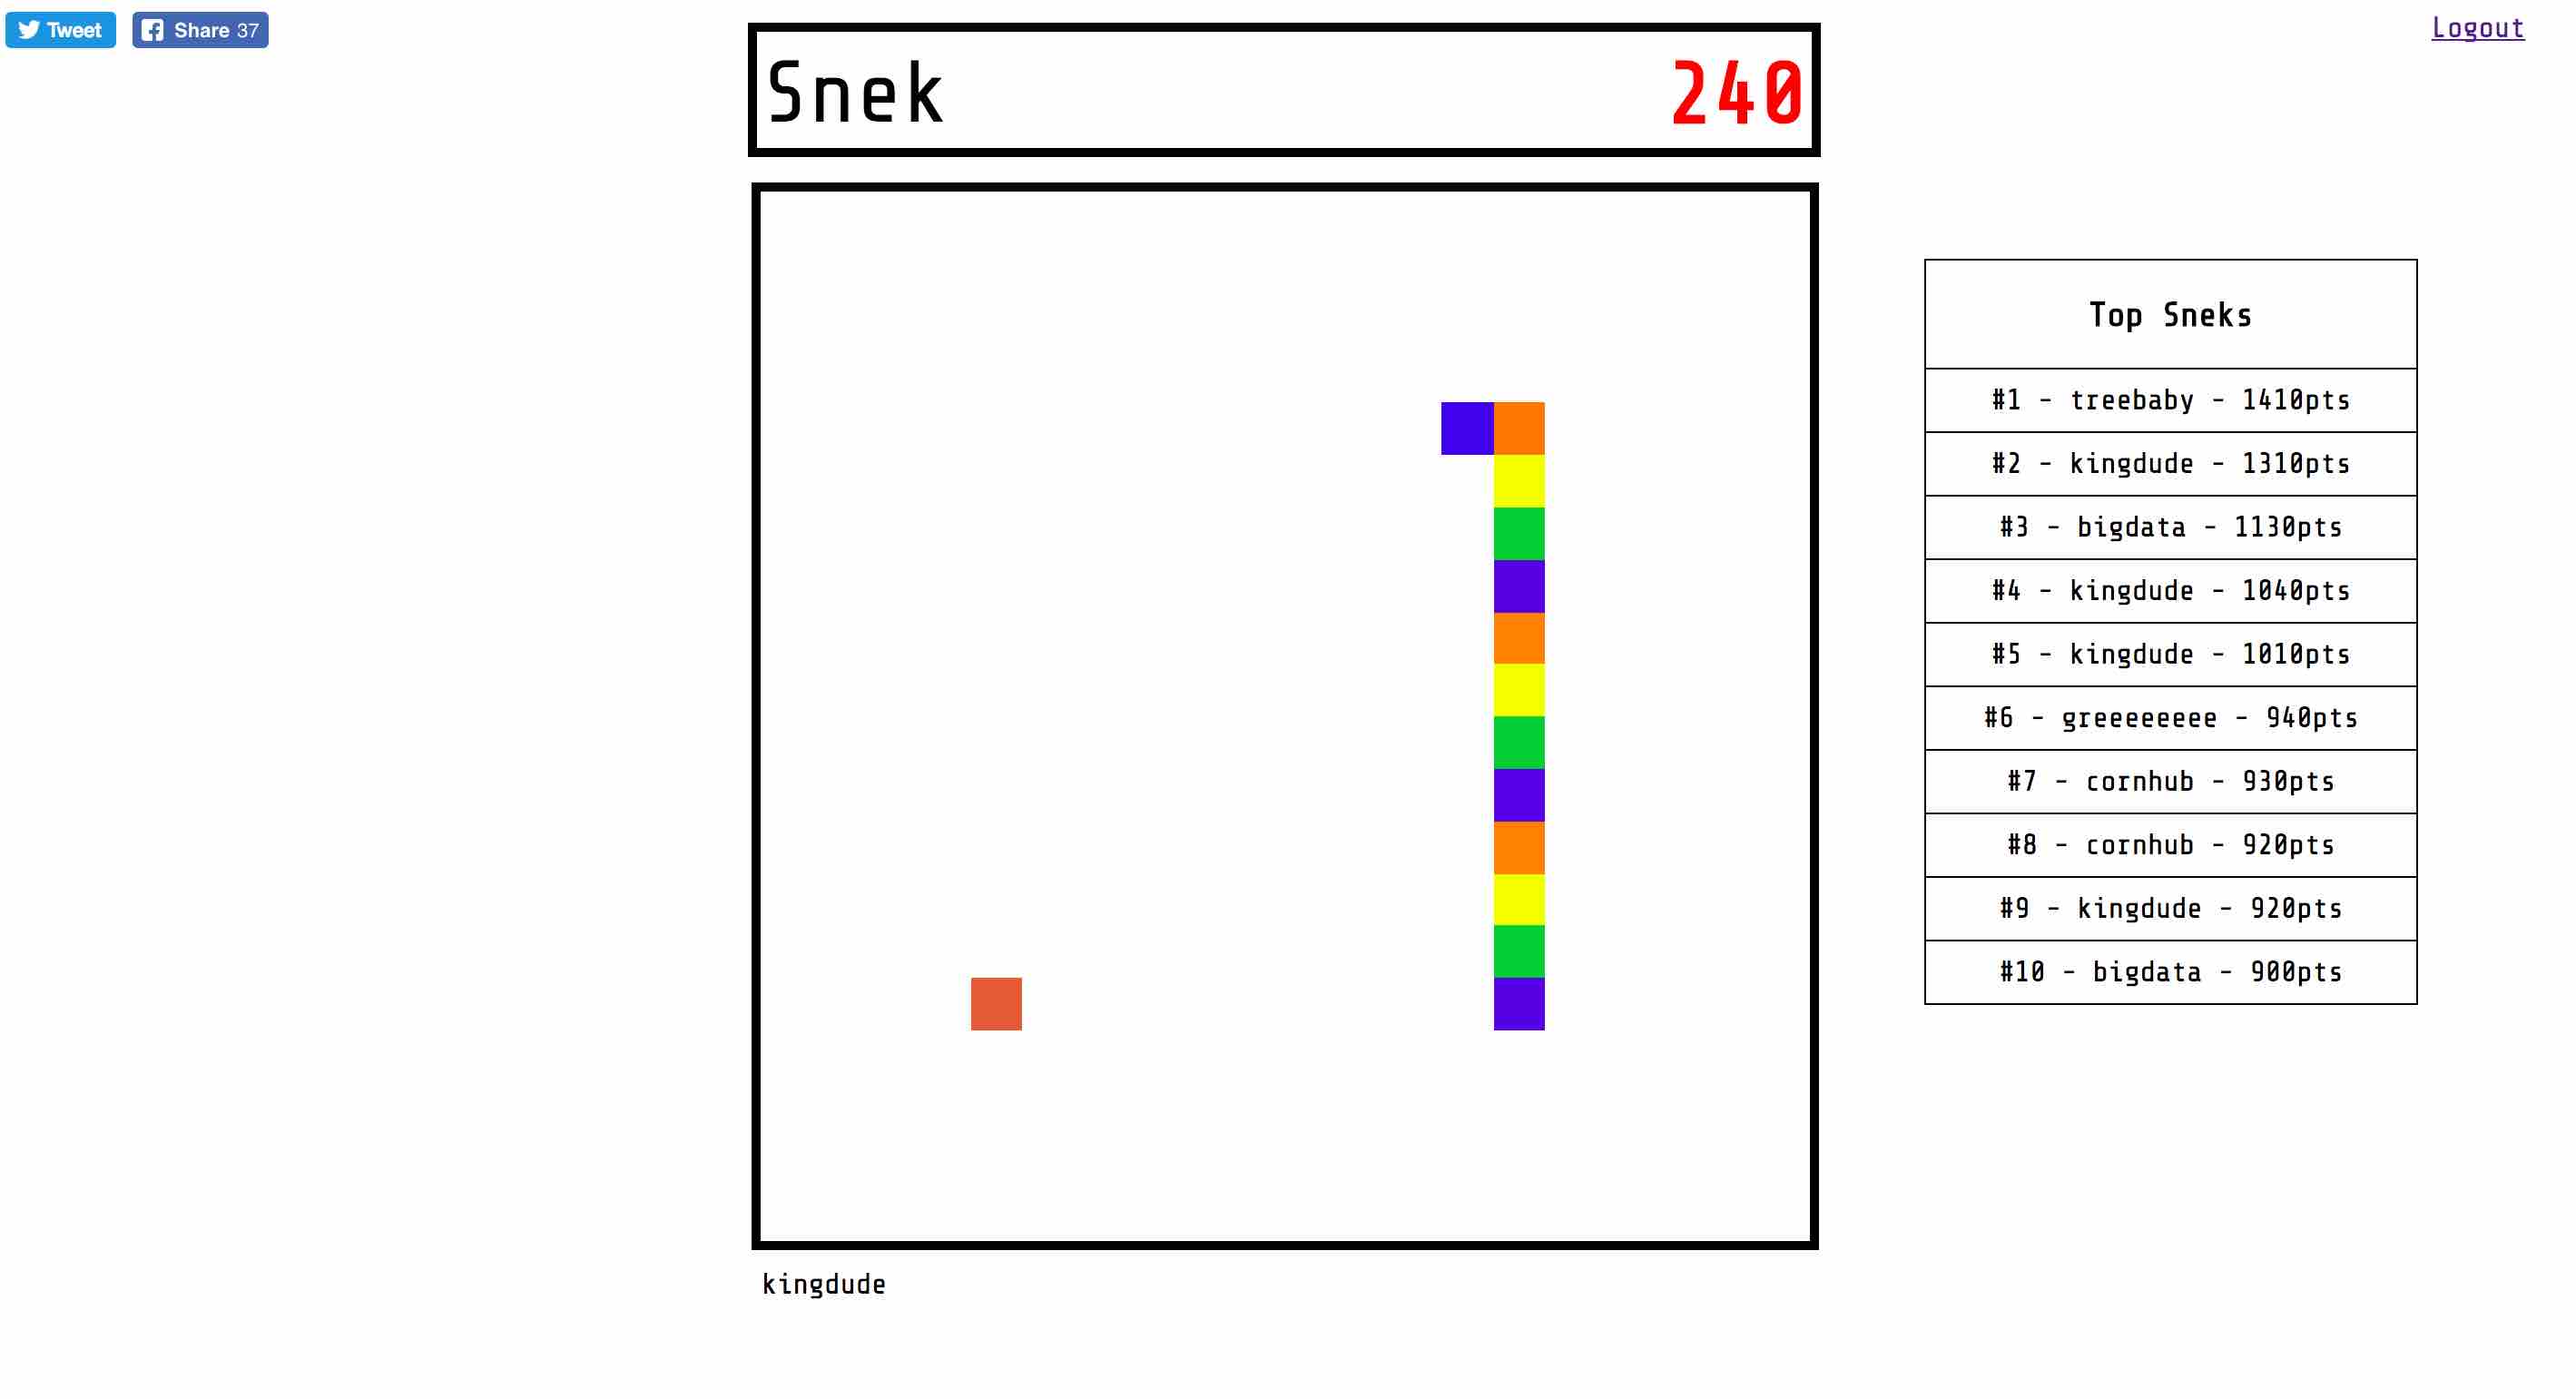 Tweet
Share 37
Logout
Snek
240
Top Sneks
#1 - treebaby - 1410pts
#2 - kingdude - 1310pts
#3 - bigdata - 1130pts
#4 - kingdude - 1040pts
#5 - kingdude - 1010pts
#6 - greeeeeeee - 940pts
#7 - cornhub - 930pts
#8 - cornhub - 920pts
#9 - kingdude - 920pts
#10 - bigdata - 900pts
kingdude